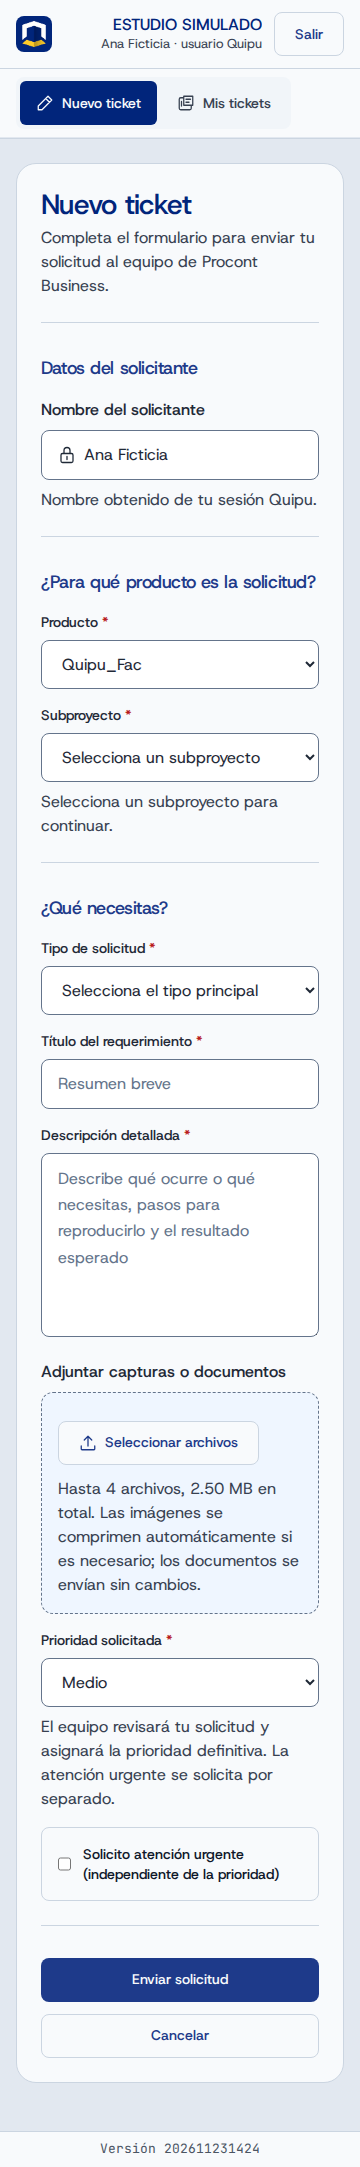 ESTUDIO SIMULADO
Ana Ficticia · usuario Quipu
Salir
Nuevo ticket
Mis tickets
Nuevo ticket
Completa el formulario para enviar tu
solicitud al equipo de Procont
Business.
Datos del solicitante
Nombre del solicitante
Ana Ficticia
Nombre obtenido de tu sesión Quipu.
¿Para qué producto es la solicitud?
Producto *
Quipu_Fac
Subproyecto *
Selecciona un subproyecto
Selecciona un subproyecto para
continuar.
¿Qué necesitas?
Tipo de solicitud *
Selecciona el tipo principal
Título del requerimiento *
Resumen breve
Descripción detallada *
Describe qué ocurre o qué
necesitas, pasos para
reproducirlo y el resultado
esperado
Adjuntar capturas o documentos
Seleccionar archivos
Hasta 4 archivos, 2.50 MB en
total. Las imágenes se
comprimen automáticamente si
es necesario; los documentos se
envían sin cambios.
Prioridad solicitada *
Medio
El equipo revisará tu solicitud y
asignará la prioridad definitiva. La
atención urgente se solicita por
separado.
Solicito atención urgente
(independiente de la prioridad)
Enviar solicitud
Cancelar
Versión 202611231424